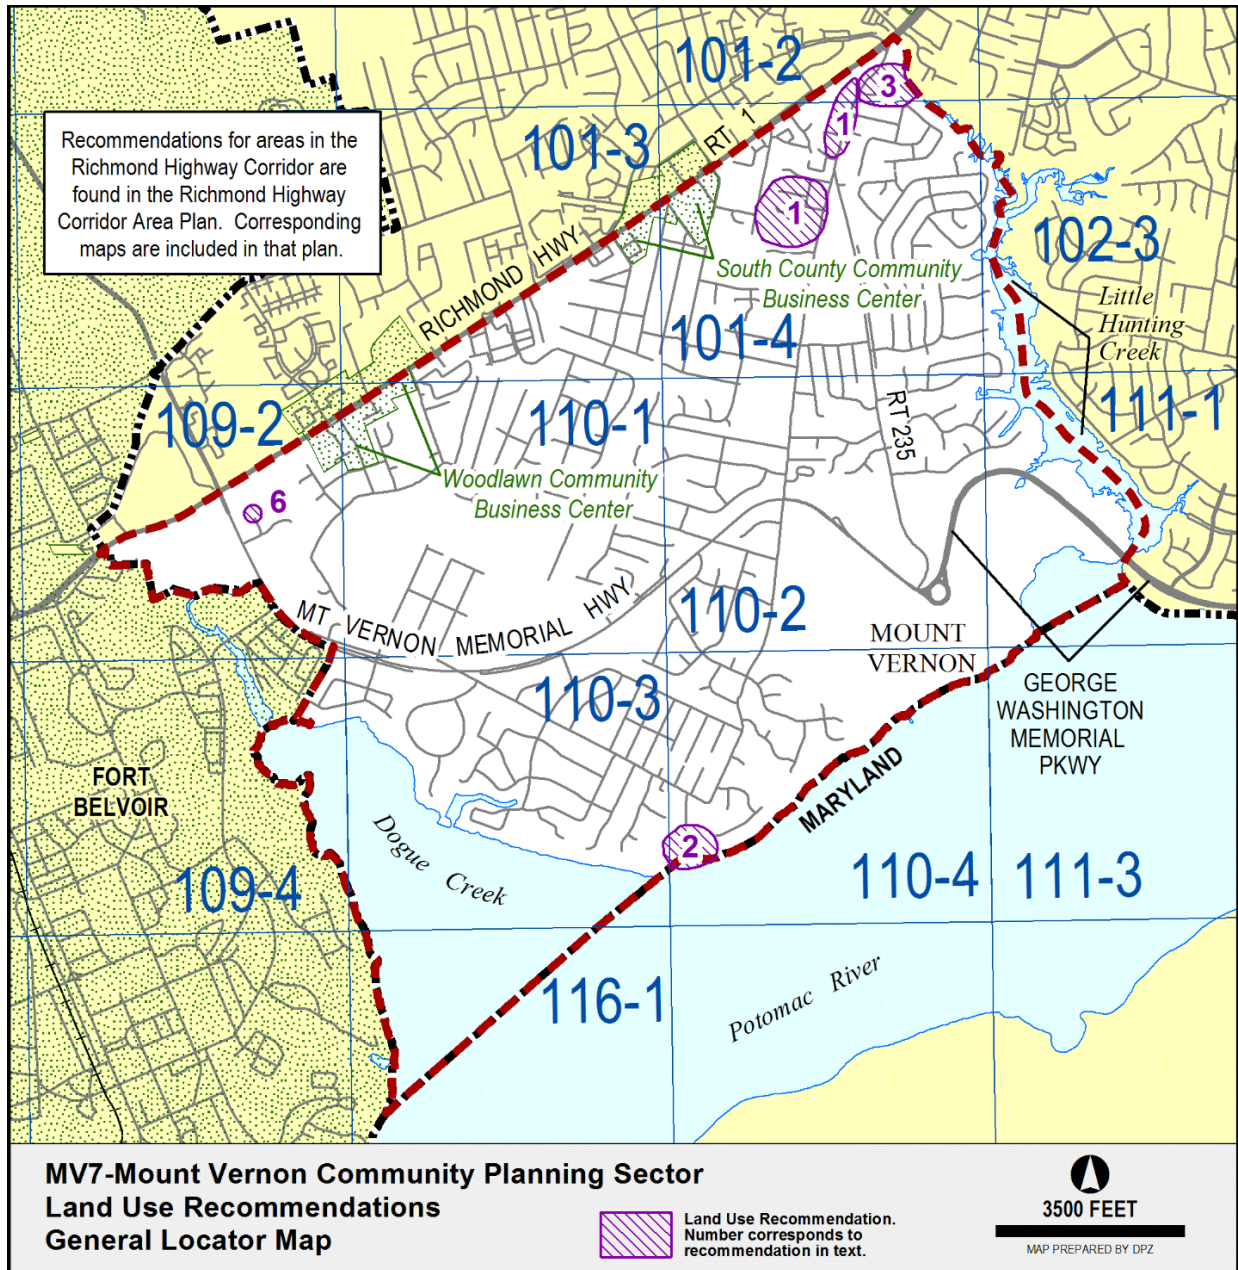 101-2
3
Recommendations for areas in the
Richmond Highway Corridor are
found in the Richmond Highway
Corridor Area Plan. Corresponding
maps are included in that plan.
101-3
RT 1
1
1
102-3
RICHMOND HWY
South County Community
Business Center
Little
Hunting
Creek
101-4
109-2
110-1
RT 235
111-1
Woodlawn Community
Business Center
6
MT VERNON MEMORIAL HWY
110-2
MOUNT
VERNON
110-3
GEORGE
WASHINGTON
MEMORIAL
PKWY
FORT
BELVOIR
MARYLAND
2
Dogue Creek
109-4
110-4
111-3
116-1
Potomac River
MV7-Mount Vernon Community Planning Sector
Land Use Recommendations
General Locator Map
Land Use Recommendation.
Number corresponds to
recommendation in text.
3500 FEET
MAP PREPARED BY DPZ